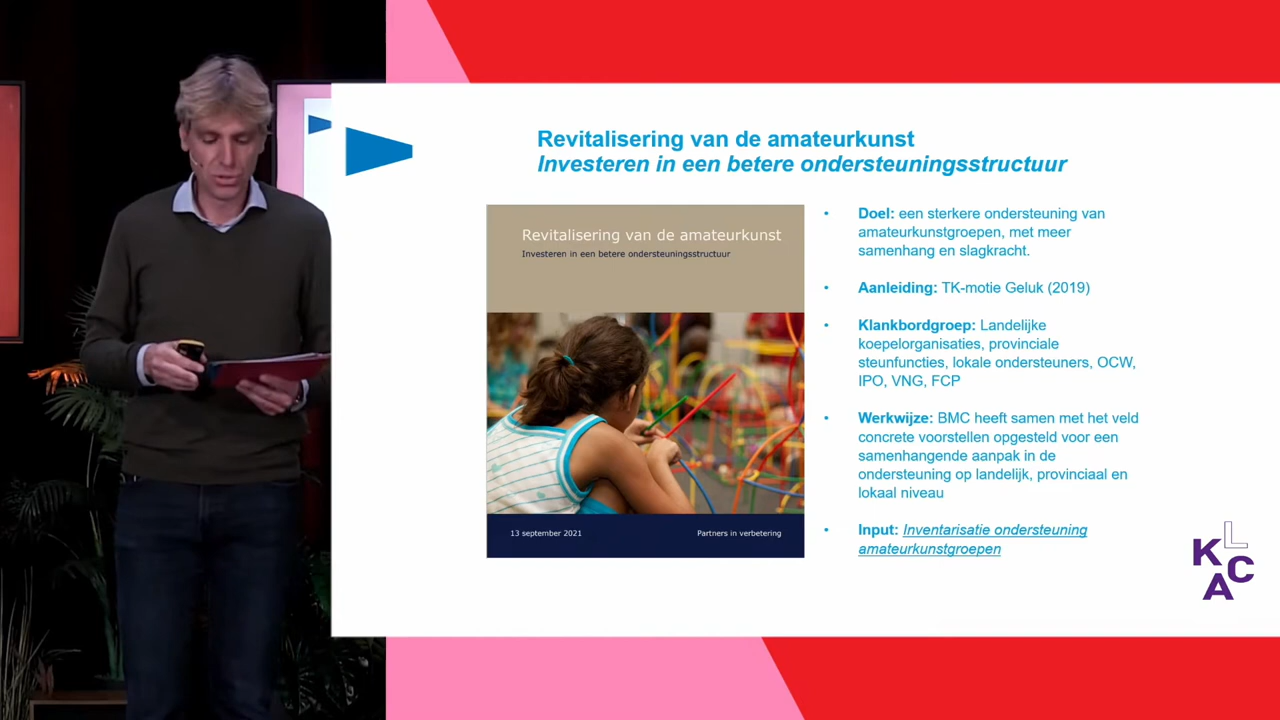 Revitalisering van de amateurkunst
Investeren in een betere ondersteuningsstructuur
Revitalisering van de amateurkunst
Investeren in een betere ondersteuningsstructuur
13 september 2021
Partners in verbetering
• Doel: een sterkere ondersteuning van
amateurkunstgroepen, met meer
samenhang en slagkracht.
• Aanleiding: TK-motie Geluk (2019)
• Klankbordgroep: Landelijke
koepelorganisaties, provinciale
steunfuncties, lokale ondersteuners, OCW,
IPO, VNG, FCP
• Werkwijze: BMC heeft samen met het veld
concrete voorstellen opgesteld voor een
samenhangende aanpak in de
ondersteuning op landelijk, provinciaal en
lokaal niveau
• Input: Inventarisatie ondersteuning
amateurkunstgroepen
LKCA